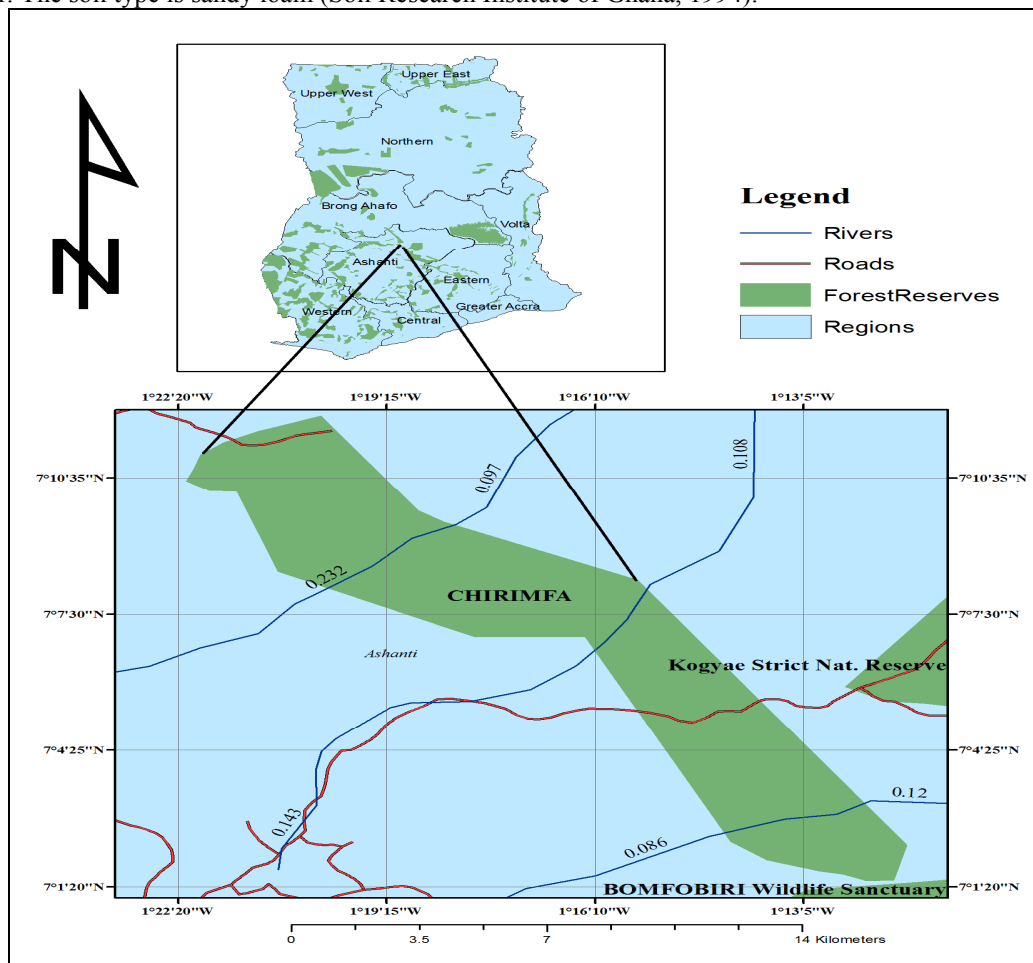 The soil type is sandy loam (Soil Research Institute of Ghana, 1994).
Upper East
Upper West
Northern
Brong Ahafo
Volta
Ashanti
Eastern
Greater Accra
Western
Central
N
Legend
Rivers
Roads
ForestReserves
Regions
1°22'20"W 1°19'15"W 1°16'10"W 1°13'5"W
7°10'35"N 7°10'35"N
0.097
0.108
0.232
CHIRIMFA
7°7'30"N 7°7'30"N
Ashanti
Kogyae Strict Nat. Reserve
7°4'25"N 7°4'25"N
0.12
0.143
0.086
7°1'20"N 7°1'20"N
BOMFOBIRI Wildlife Sanctuary
1°22'20"W 1°19'15"W 1°16'10"W 1°13'5"W
0 3.5 7 14 Kilometers